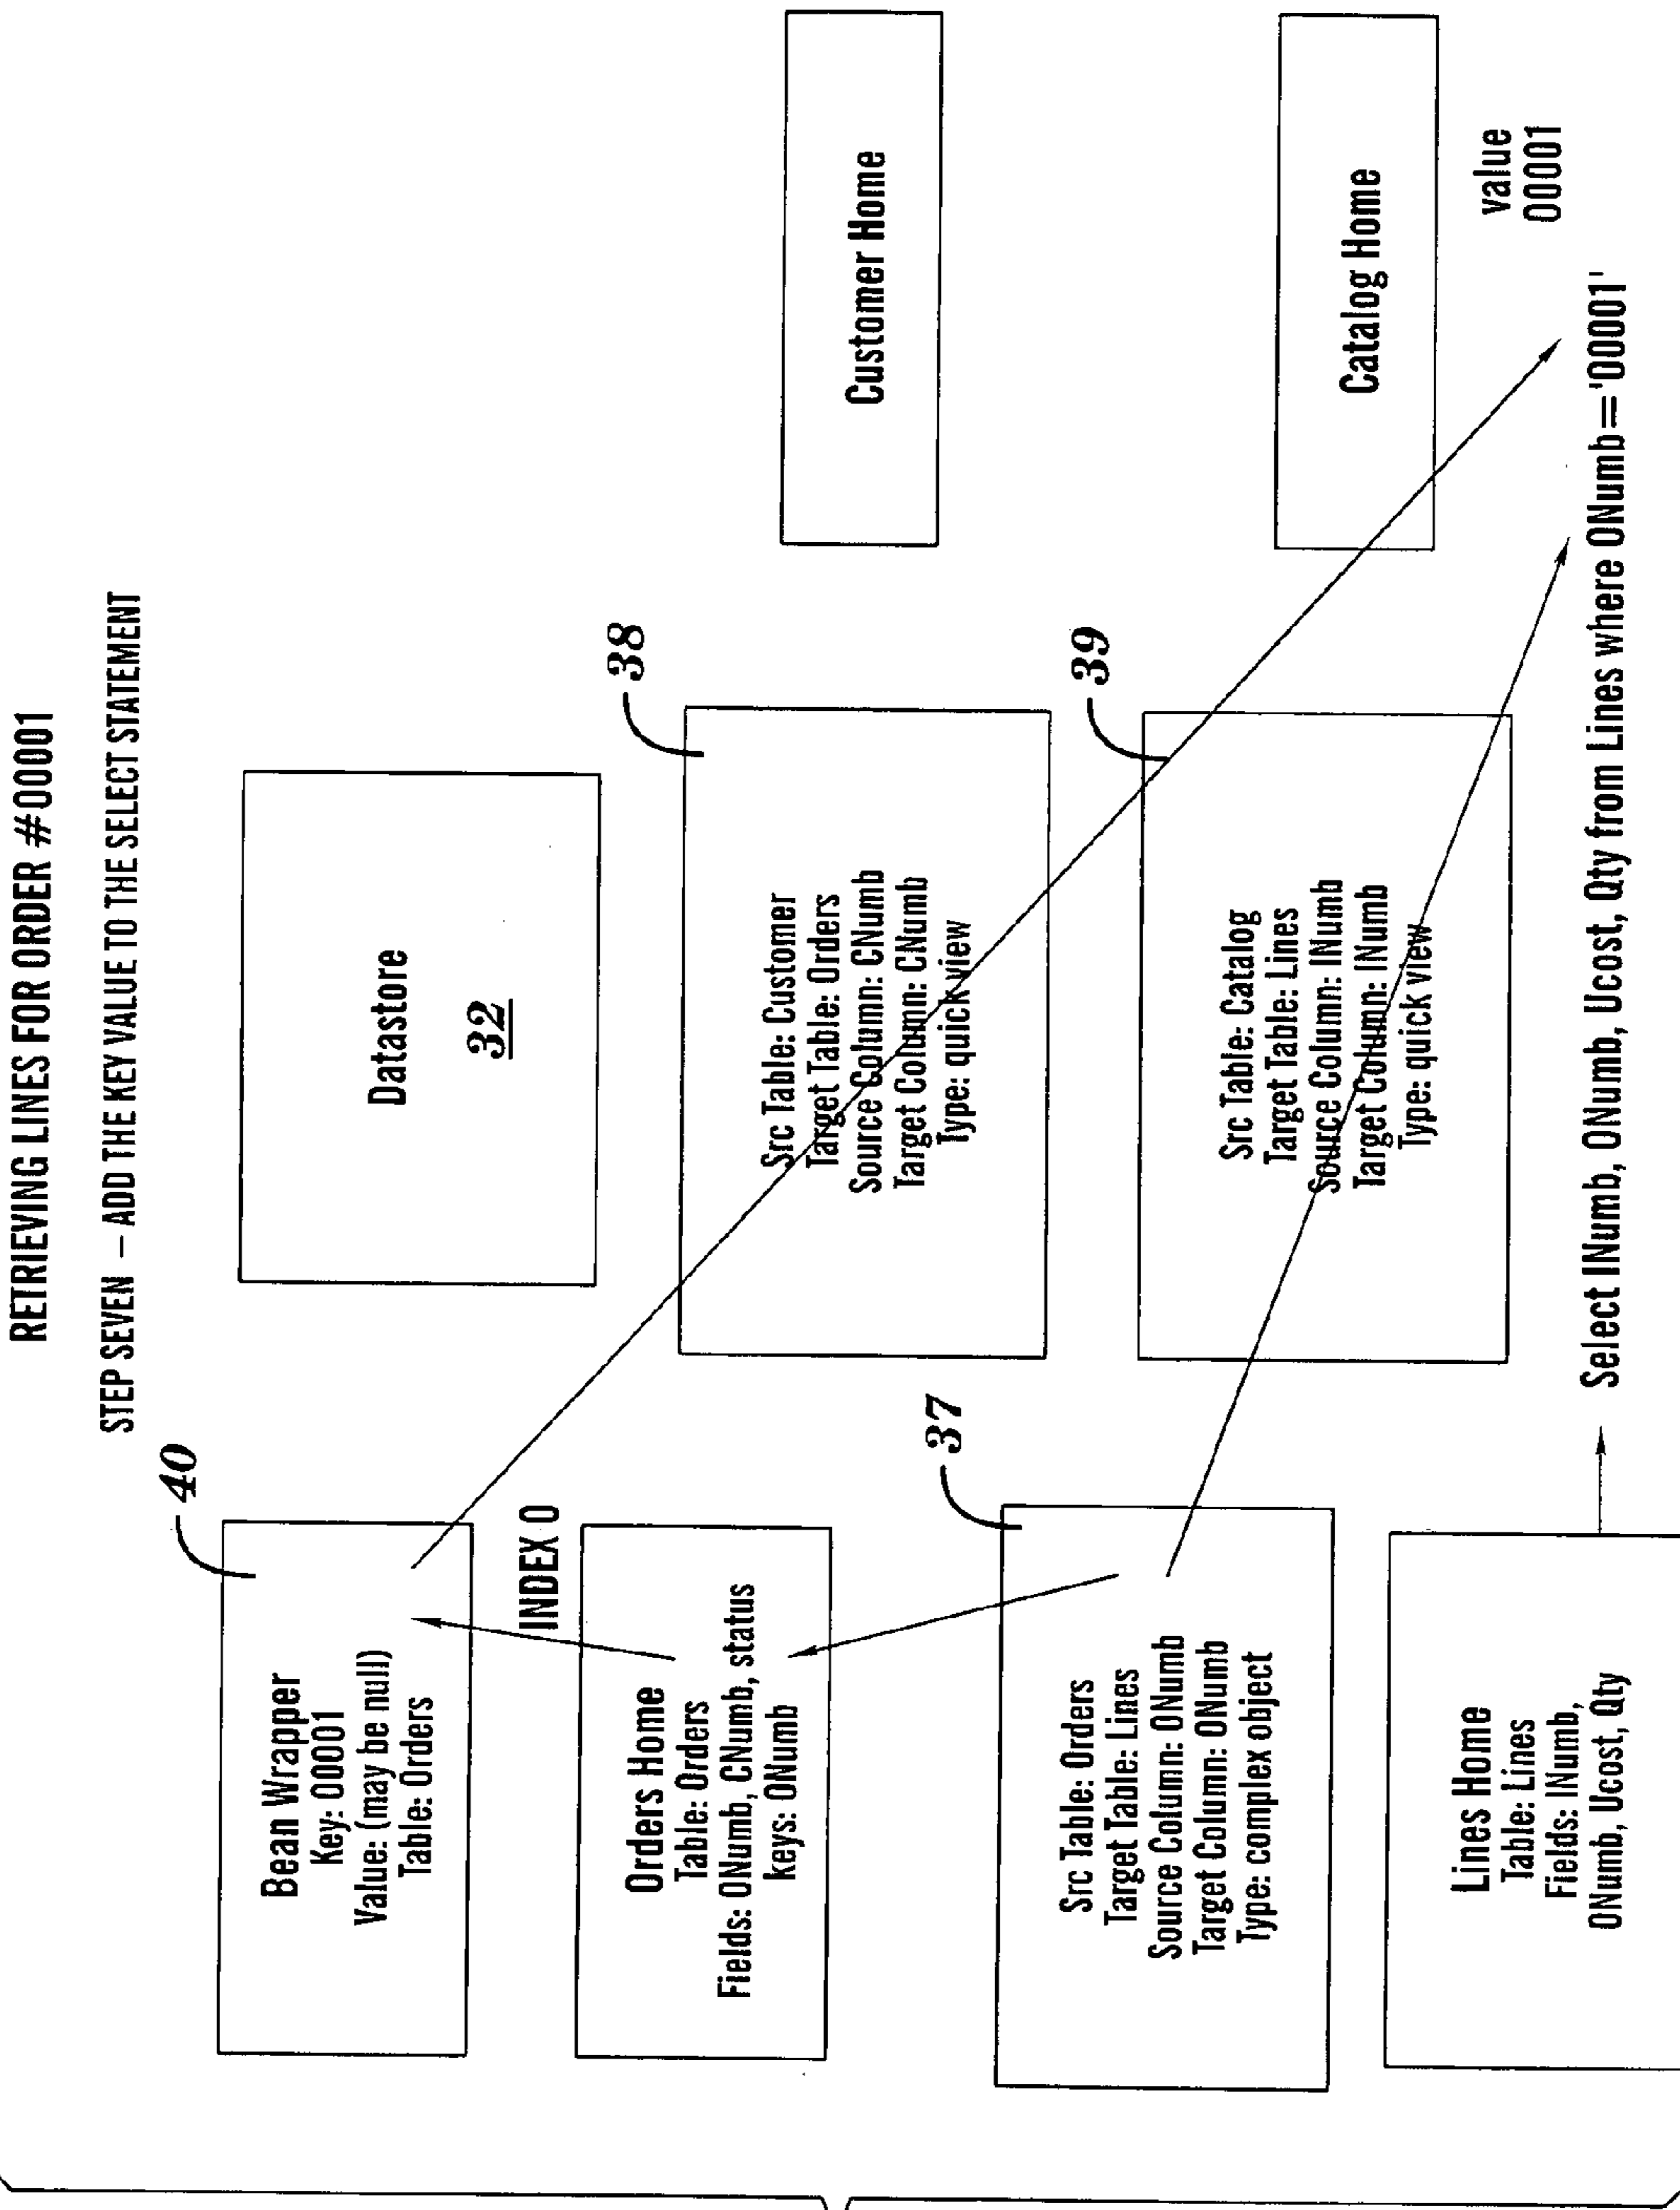 RETRIEVING LINES FOR ORDER #00001
STEP SEVEN – ADD THE KEY VALUE TO THE SELECT STATEMENT
40
Bean Wrapper
Key: 00001
Value: (may be null)
Table: Orders
Datastore
32
INDEX 0
Orders Home
Table: Orders
Fields: ONumb, CNumb, status
keys: ONumb
38
Src Table: Customer
Target Table: Orders
Source Column: CNumb
Target Column: CNumb
Type: quick view
Customer Home
37
Src Table: Orders
Target Table: Lines
Source Column: ONumb
Target Column: ONumb
Type: complex object
39
Src Table: Catalog
Target Table: Lines
Source Column: INumb
Target Column: INumb
Type: quick view
Catalog Home
Lines Home
Table: Lines
Fields: INumb,
ONumb, Ucost, Qty
value
00001
Select INumb, ONumb, Ucost, Qty from Lines where ONumb='00001'